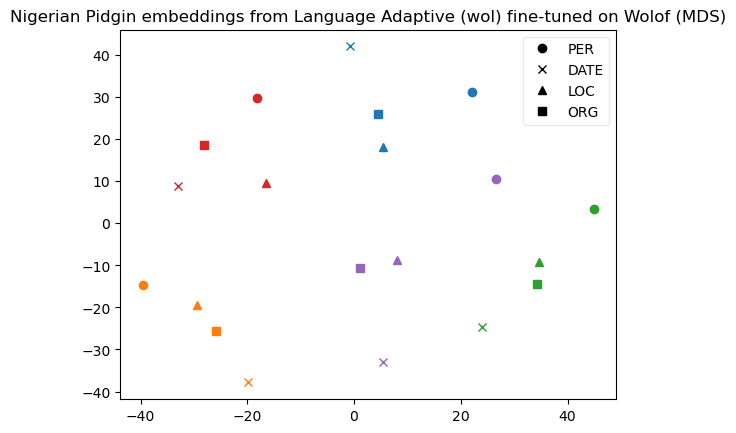 Nigerian Pidgin embeddings from Language Adaptive (wol) fine-tuned on Wolof (MDS)
PER
DATE
LOC
ORG
40
30
20
10
0
−10
−20
−30
−40
−40 −20 0 20 40